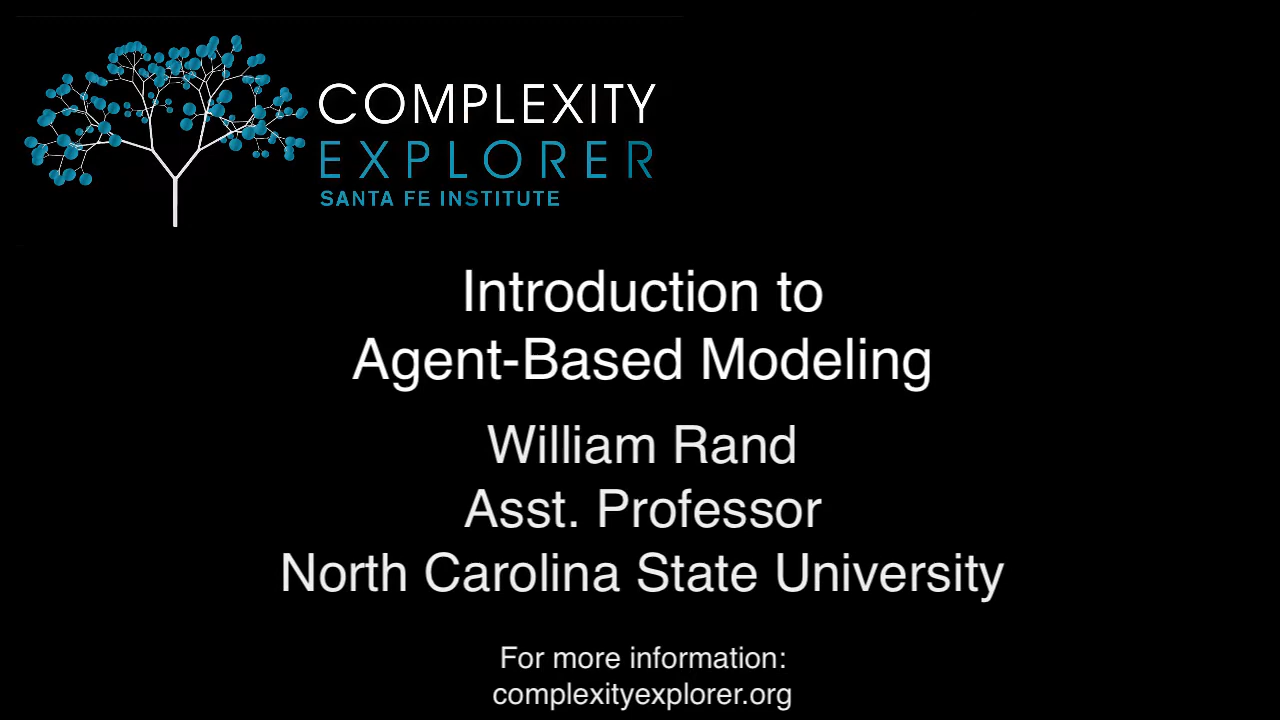 COMPLEXITY
EXPLORER
SANTA FE INSTITUTE
Introduction to
Agent-Based Modeling
William Rand
Asst. Professor
North Carolina State University
For more information:
complexityexplorer.org